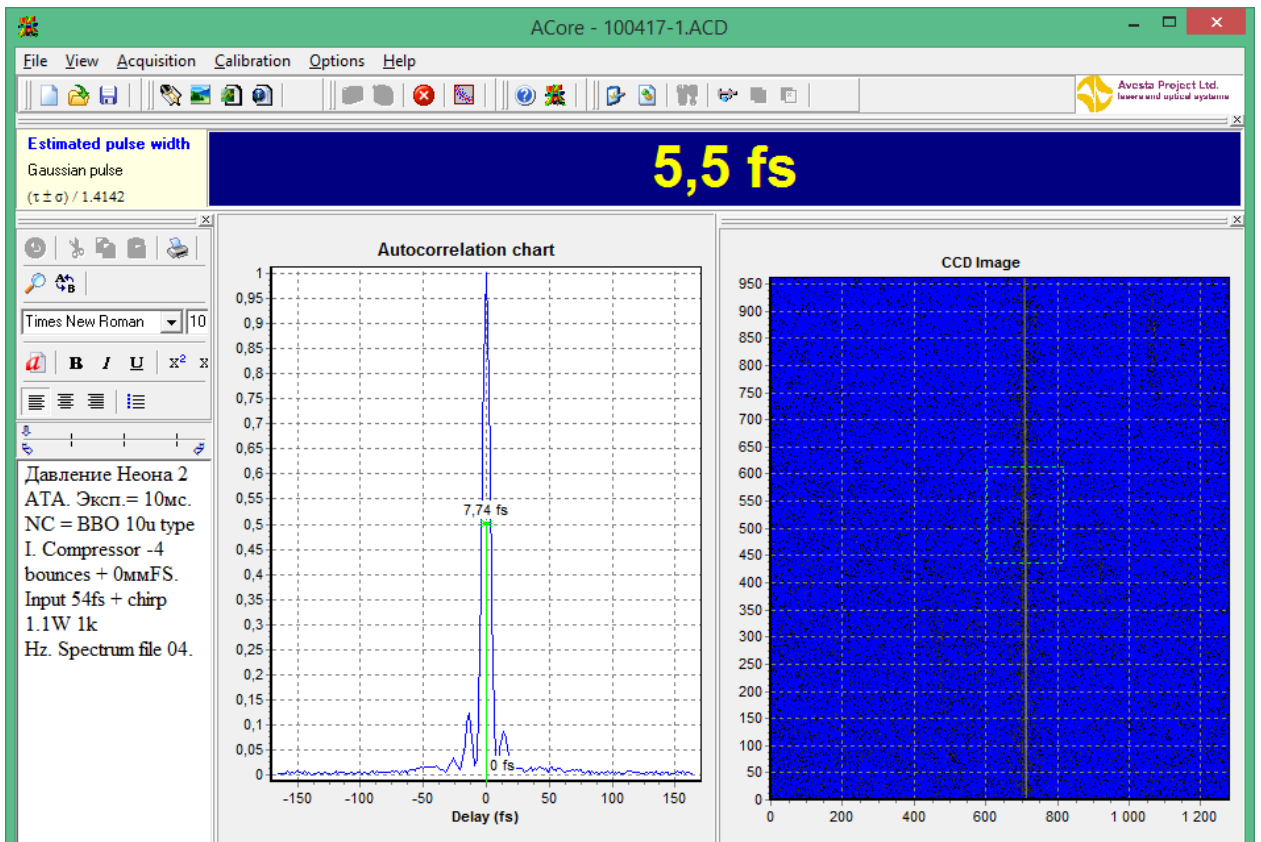 ACore - 100417-1.ACD
File View Acquisition Calibration Options Help
Avesta Project Ltd.
lasers and optical systems
Estimated pulse width
Gaussian pulse
(τ ± σ) / 1.4142
5,5 fs
Times New Roman 10
a B I U x² x
Давление Неона 2
АТА. Эксп.= 10мс.
NC = BBO 10u type
I. Compressor -4
bounces + 0ммFS.
Input 54fs + chirp
1.1W 1k
Hz. Spectrum file 04.
Autocorrelation chart
1
0,95
0,9
0,85
0,8
0,75
0,7
0,65
0,6
0,55
0,5
0,45
0,4
0,35
0,3
0,25
0,2
0,15
0,1
0,05
0
7,74 fs
0 fs
-150 -100 -50 0 50 100 150
Delay (fs)
CCD Image
950
900
850
800
750
700
650
600
550
500
450
400
350
300
250
200
150
100
50
0
0 200 400 600 800 1 000 1 200